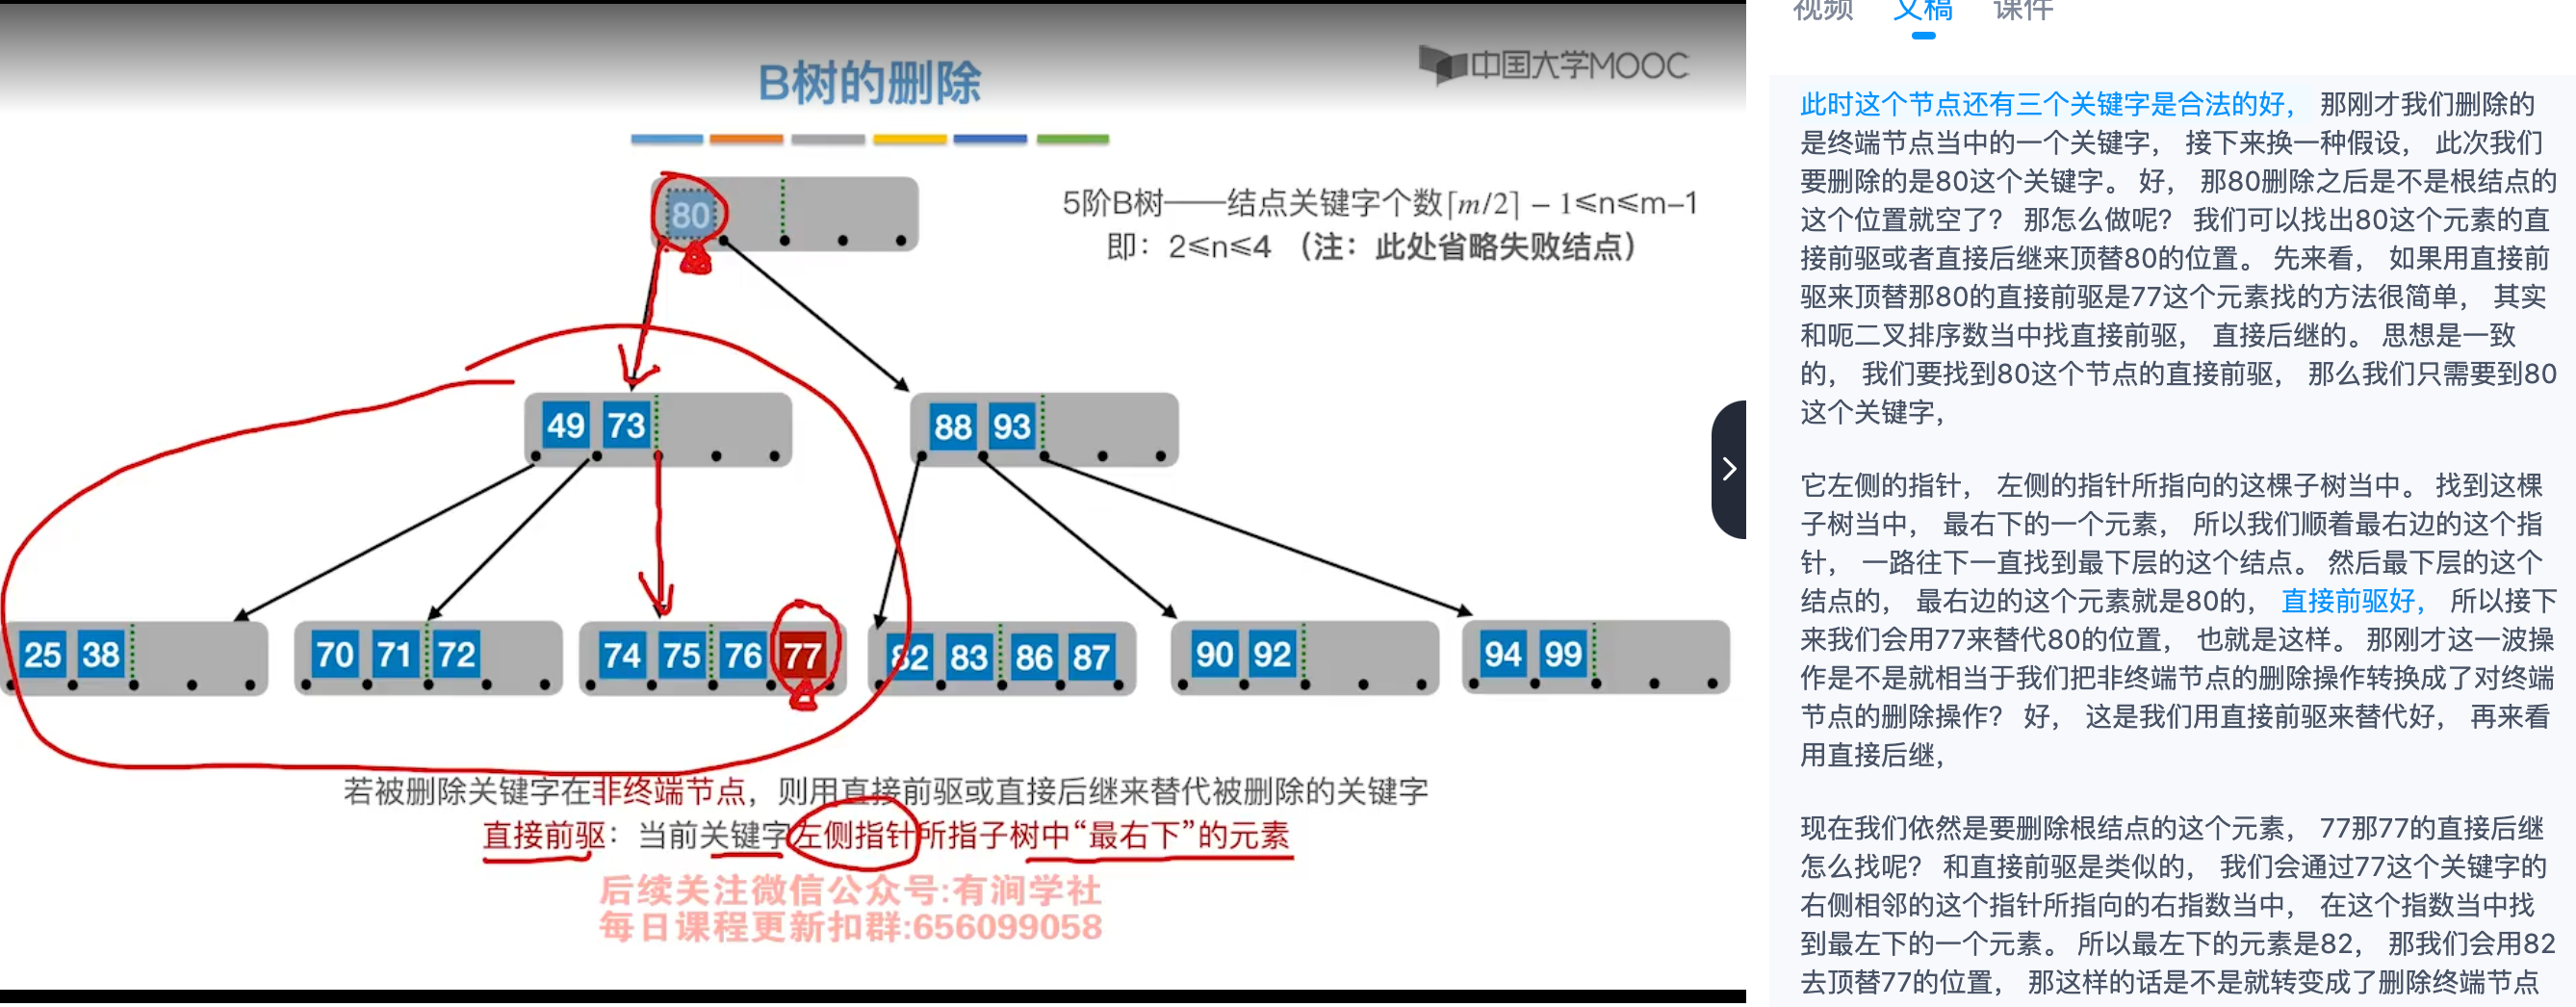 B树的删除
中国大学MOOC
80
5阶B树——结点关键字个数⌈m/2⌉ − 1≤n≤m−1
即：2≤n≤4 （注：此处省略失败结点）
49 73
88 93
25 38
70 71 72
74 75 76 77
82 83 86 87
90 92
94 99
若被删除关键字在非终端节点，则用直接前驱或直接后继来替代被删除的关键字
直接前驱：当前关键字左侧指针所指子树中“最右下”的元素
后续关注微信公众号:有涧学社
每日课程更新扣群:656099058
视频 文稿 课件
此时这个节点还有三个关键字是合法的好， 那刚才我们删除的
是终端节点当中的一个关键字， 接下来换一种假设， 此次我们
要删除的是80这个关键字。 好， 那80删除之后是不是根结点的
这个位置就空了？ 那怎么做呢？ 我们可以找出80这个元素的直
接前驱或者直接后继来顶替80的位置。 先来看， 如果用直接前
驱来顶替那80的直接前驱是77这个元素找的方法很简单， 其实
和呃二叉排序数当中找直接前驱， 直接后继的。 思想是一致
的， 我们要找到80这个节点的直接前驱， 那么我们只需要到80
这个关键字，
它左侧的指针， 左侧的指针所指向的这棵子树当中。 找到这棵
子树当中， 最右下的一个元素， 所以我们顺着最右边的这个指
针， 一路往下一直找到最下层的这个结点。 然后最下层的这个
结点的， 最右边的这个元素就是80的， 直接前驱好， 所以接下
来我们会用77来替代80的位置， 也就是这样。 那刚才这一波操
作是不是就相当于我们把非终端节点的删除操作转换成了对终端
节点的删除操作？ 好， 这是我们用直接前驱来替代好， 再来看
用直接后继，
现在我们依然是要删除根结点的这个元素， 77那77的直接后继
怎么找呢？ 和直接前驱是类似的， 我们会通过77这个关键字的
右侧相邻的这个指针所指向的右指数当中， 在这个指数当中找
到最左下的一个元素。 所以最左下的元素是82， 那我们会用82
去顶替77的位置， 那这样的话是不是就转变成了删除终端节点